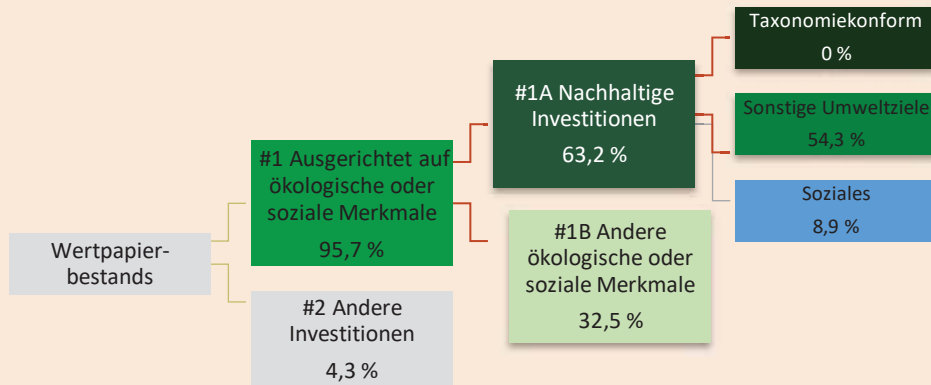 Wertpapier-
bestands
#1 Ausgerichtet auf
ökologische oder
soziale Merkmale
95,7 %
#2 Andere
Investitionen
4,3 %
#1A Nachhaltige
Investitionen
63,2 %
#1B Andere
ökologische oder
soziale Merkmale
32,5 %
Taxonomiekonform
0 %
Sonstige Umweltziele
54,3 %
Soziales
8,9 %